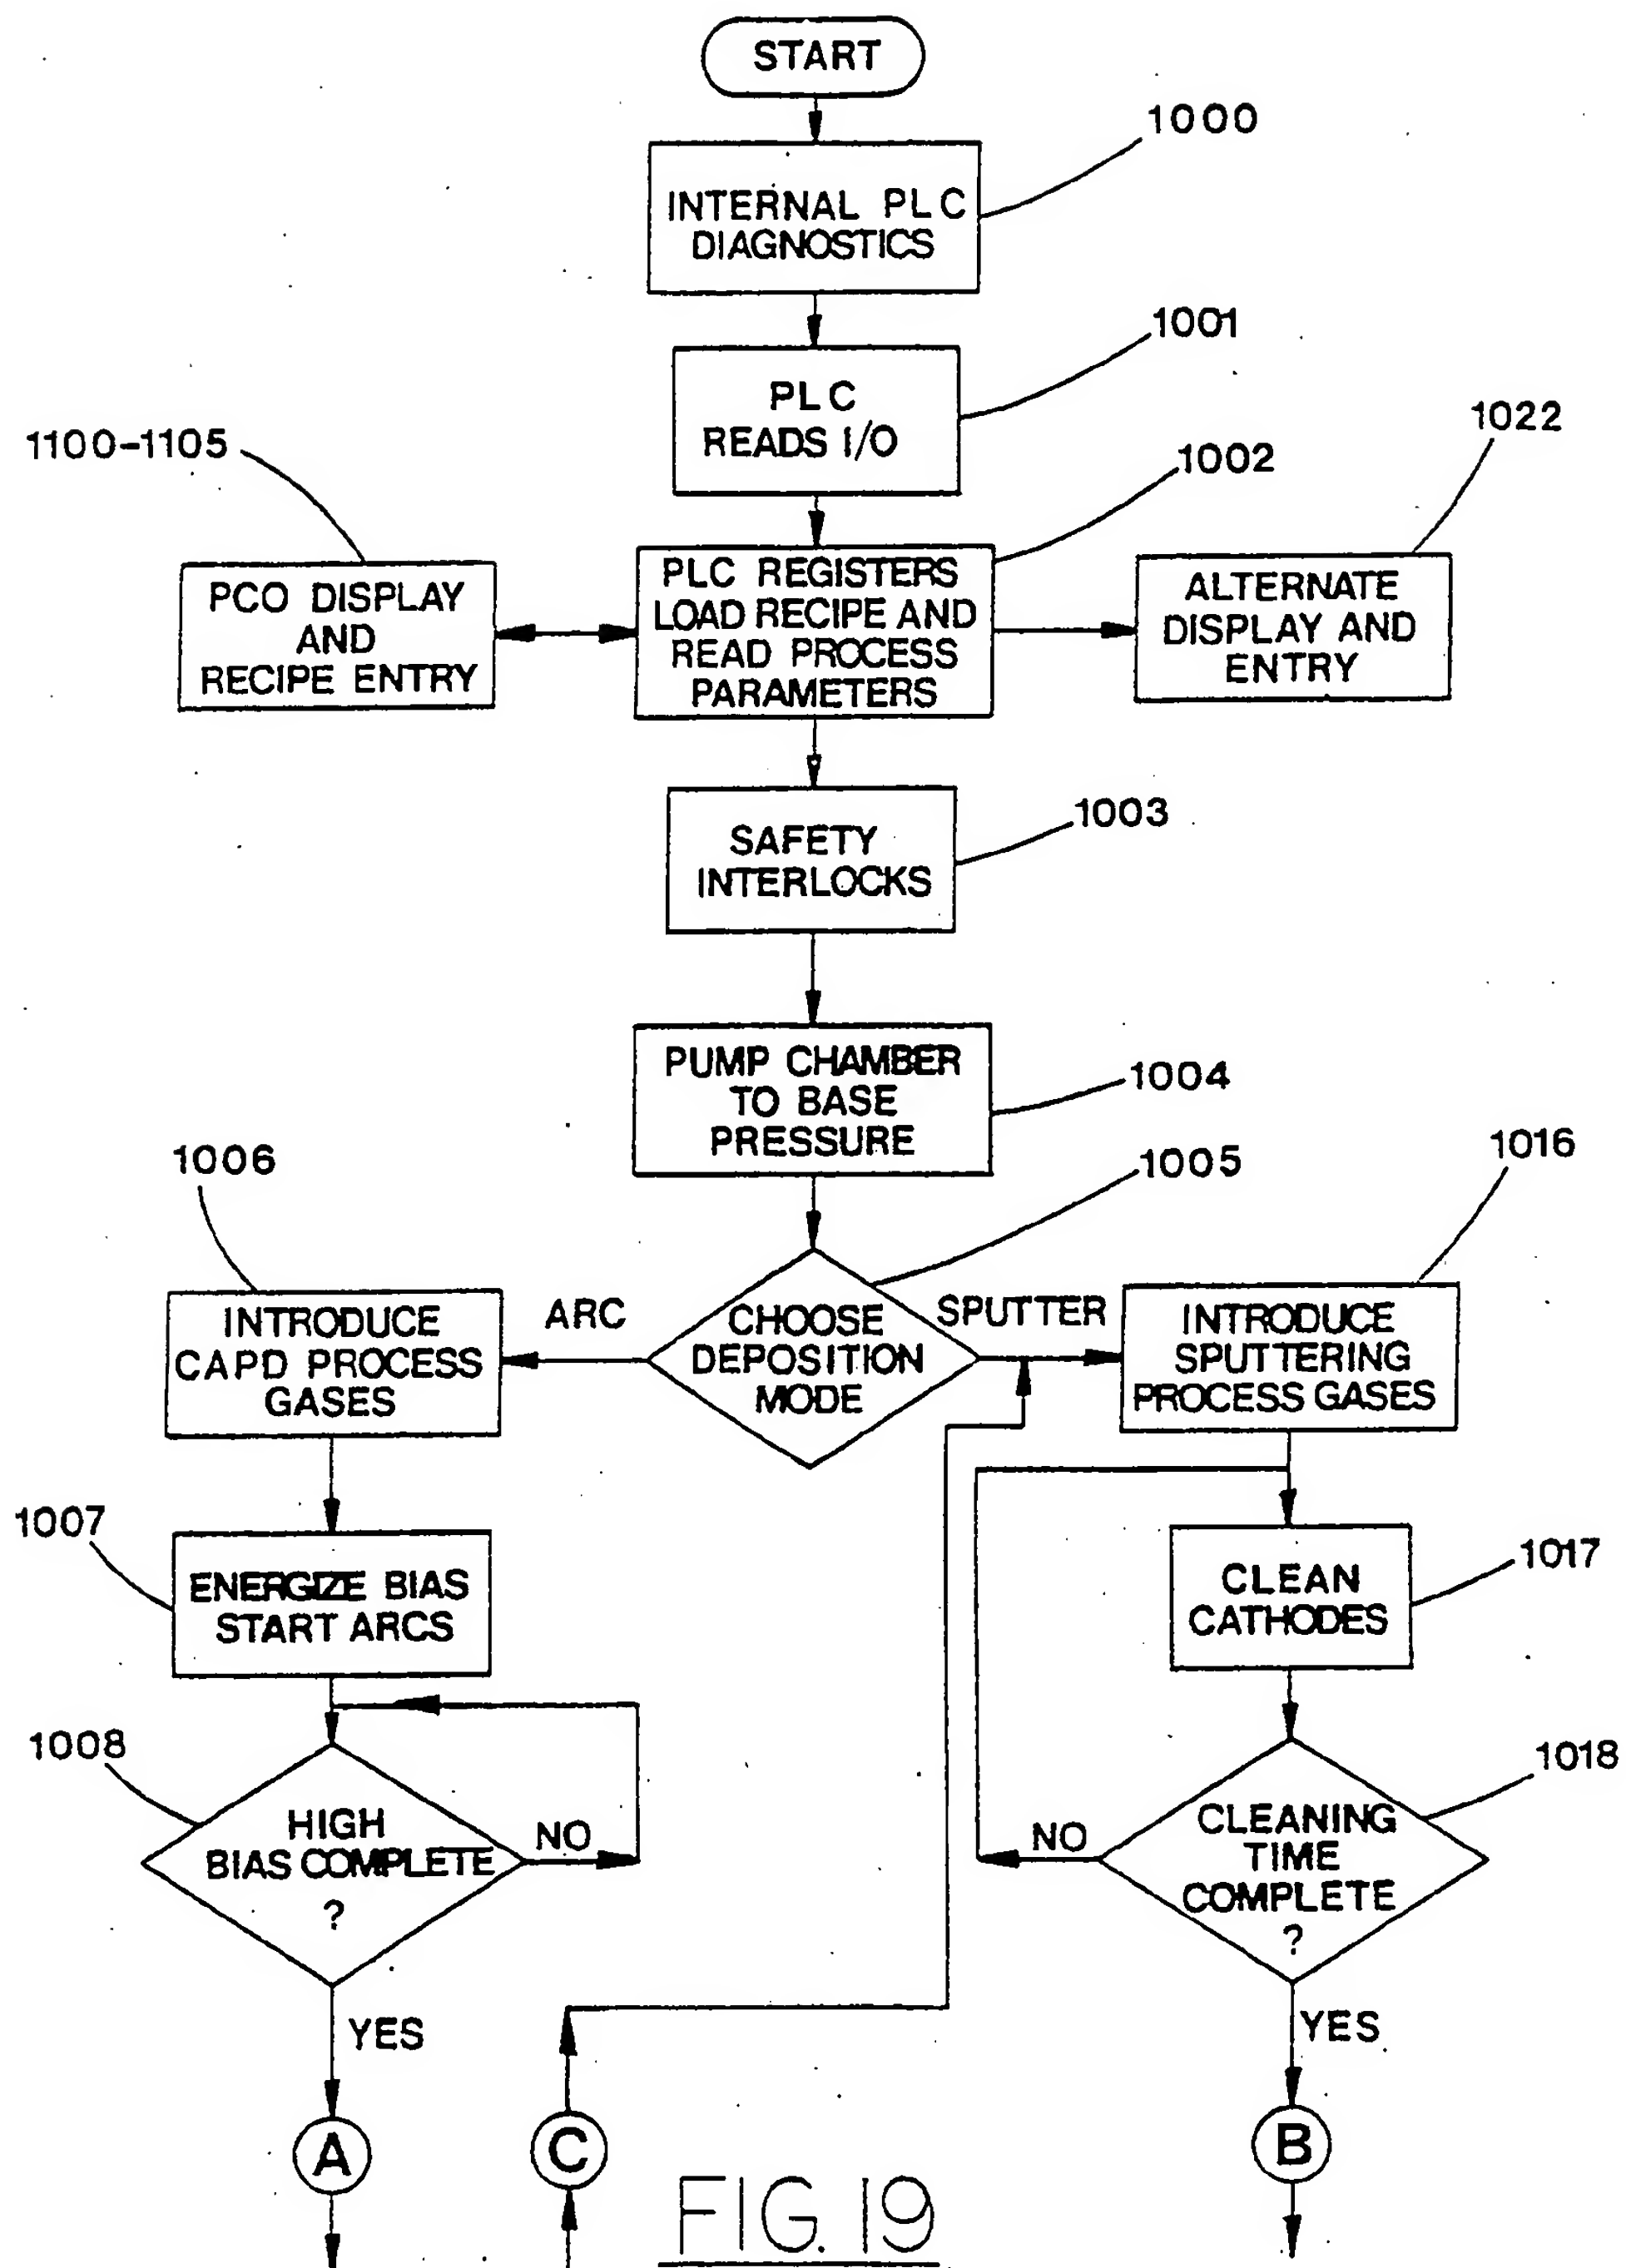 START
1000
INTERNAL PLC
DIAGNOSTICS
1001
PLC
READS I/O
1100-1105
1002
1022
PCO DISPLAY
AND
RECIPE ENTRY
PLC REGISTERS
LOAD RECIPE AND
READ PROCESS
PARAMETERS
ALTERNATE
DISPLAY AND
ENTRY
1003
SAFETY
INTERLOCKS
PUMP CHAMBER
TO BASE
PRESSURE
1004
1006
1005
1016
INTRODUCE
CAPD PROCESS
GASES
ARC
CHOOSE
DEPOSITION
MODE
SPUTTER
INTRODUCE
SPUTTERING
PROCESS GASES
1007
ENERGIZE BIAS
START ARCS
CLEAN
CATHODES
1017
1008
HIGH
BIAS COMPLETE
?
NO
1018
NO
CLEANING
TIME
COMPLETE
?
YES
YES
A
C
B
FIG. 19